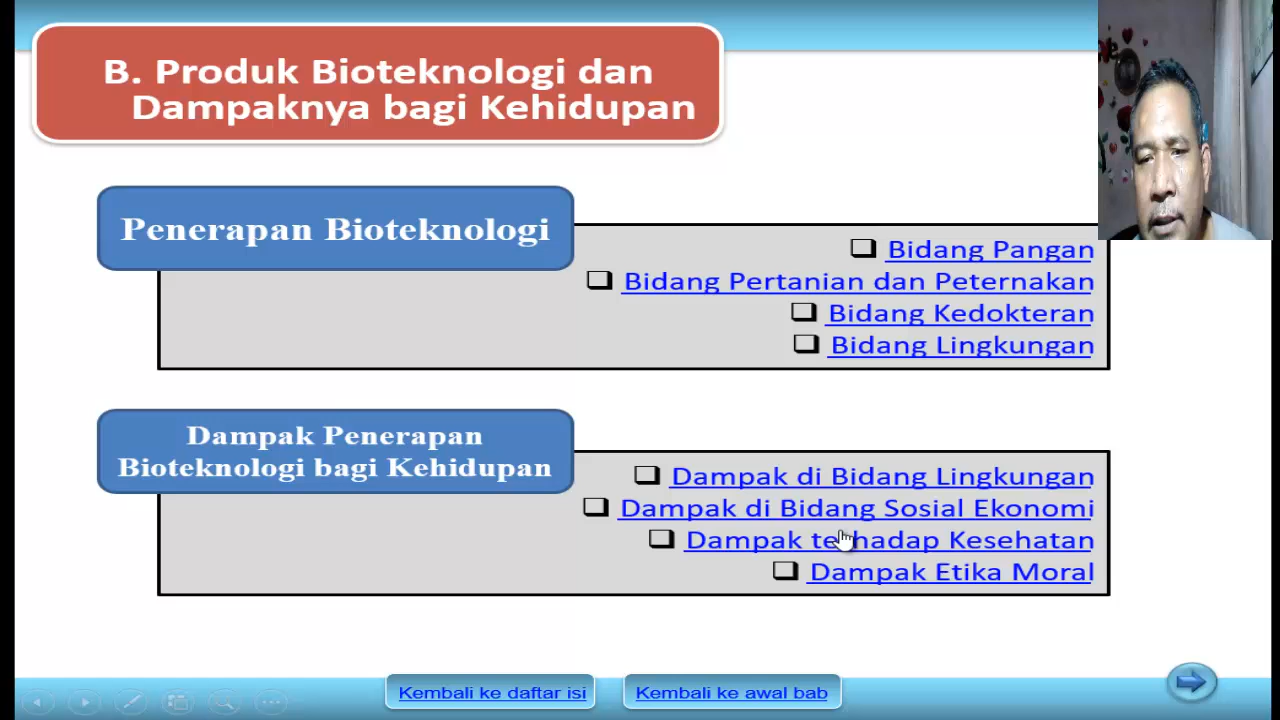 B. Produk Bioteknologi dan
Dampaknya bagi Kehidupan
Penerapan Bioteknologi
Bidang Pangan
Bidang Pertanian dan Peternakan
Bidang Kedokteran
Bidang Lingkungan
Dampak Penerapan
Bioteknologi bagi Kehidupan
Dampak di Bidang Lingkungan
Dampak di Bidang Sosial Ekonomi
Dampak terhadap Kesehatan
Dampak Etika Moral
Kembali ke daftar isi
Kembali ke awal bab